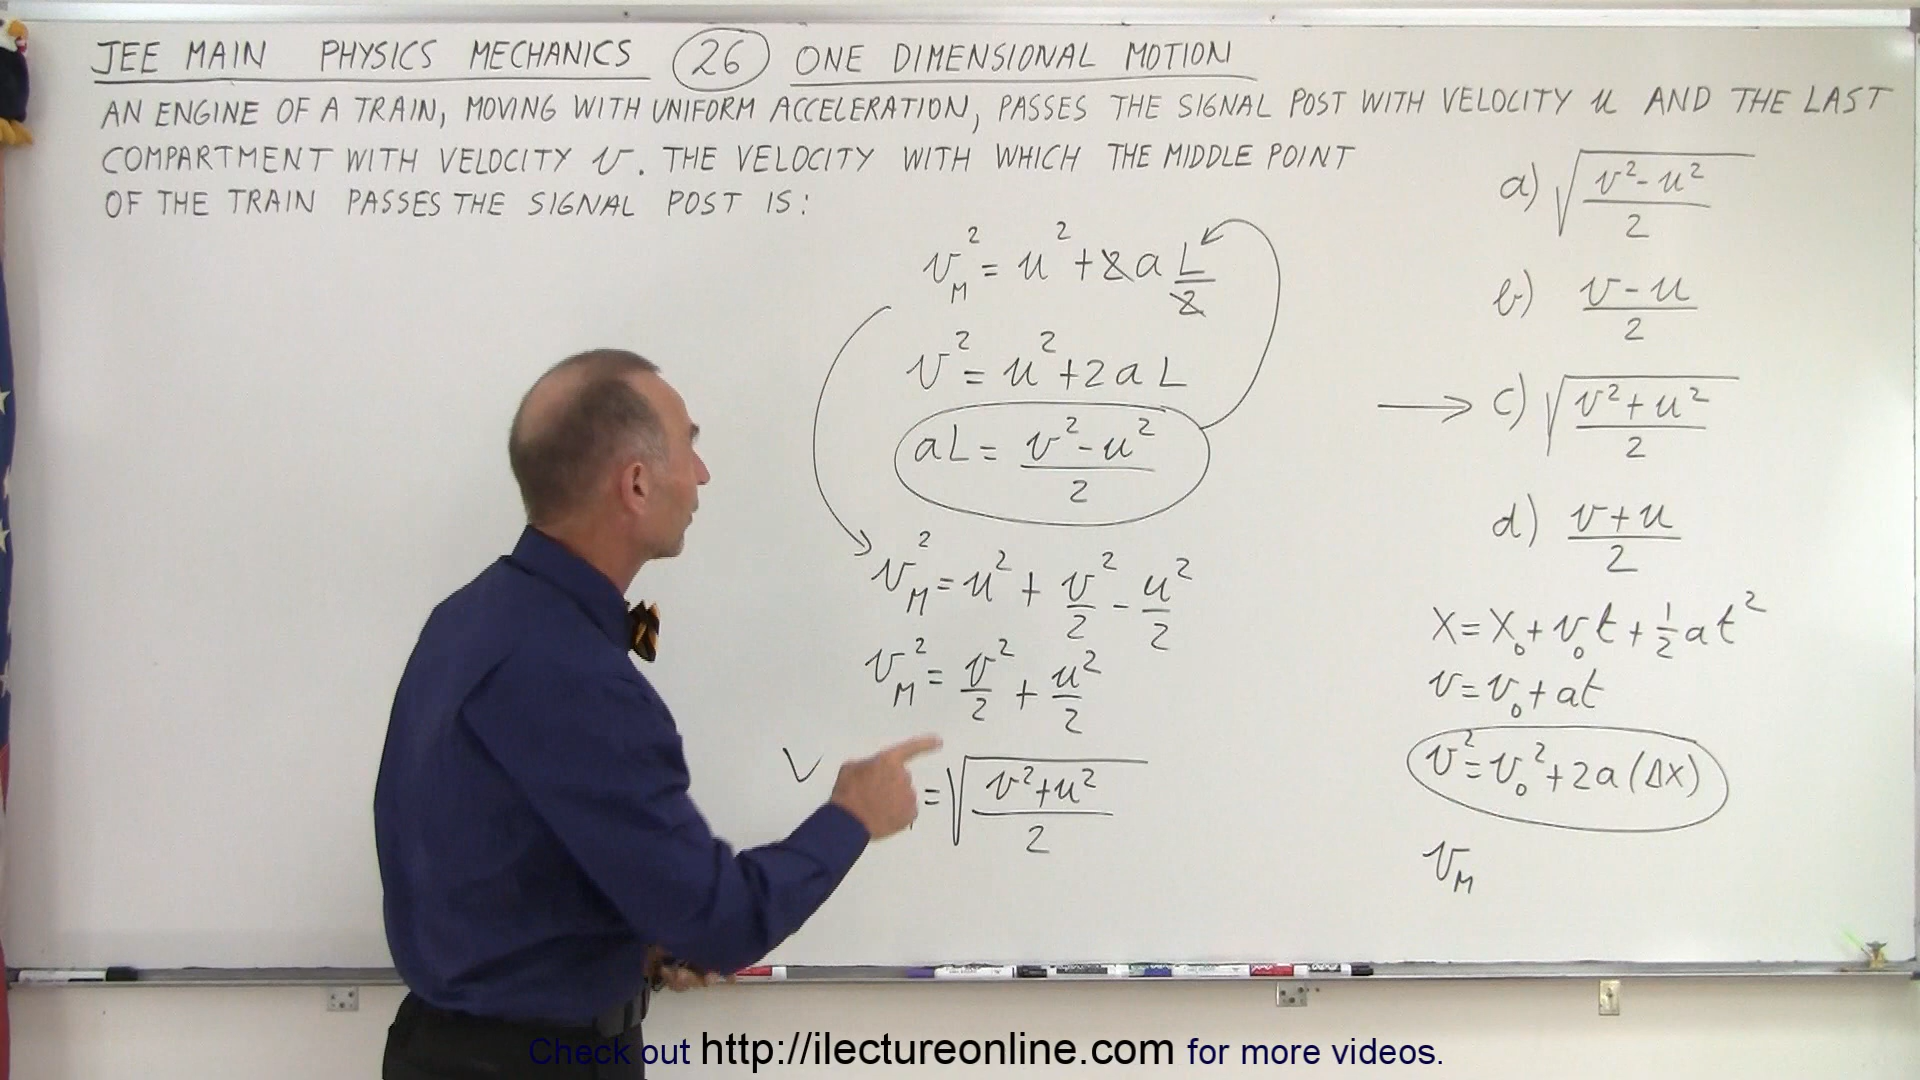 JEE MAIN PHYSICS MECHANICS 26 ONE DIMENSIONAL MOTION
AN ENGINE OF A TRAIN, MOVING WITH UNIFORM ACCELERATION, PASSES THE SIGNAL POST WITH VELOCITY u AND THE LAST
COMPARTMENT WITH VELOCITY v. THE VELOCITY WITH WHICH THE MIDDLE POINT
OF THE TRAIN PASSES THE SIGNAL POST IS:
v_M² = u² + 2a L/2
v² = u² + 2aL
aL = (v² - u²)/2
v_M² = u² + v²/2 - u²/2
v_M² = v²/2 + u²/2
V = √((v² + u²)/2)
a) √((v² - u²)/2)
b) (v - u)/2
→ c) √((v² + u²)/2)
d) (v + u)/2
x = x₀ + v₀t + ½at²
v = v₀ + at
v² = v₀² + 2a(Δx)
v_M
Check out http://ilectureonline.com for more videos.